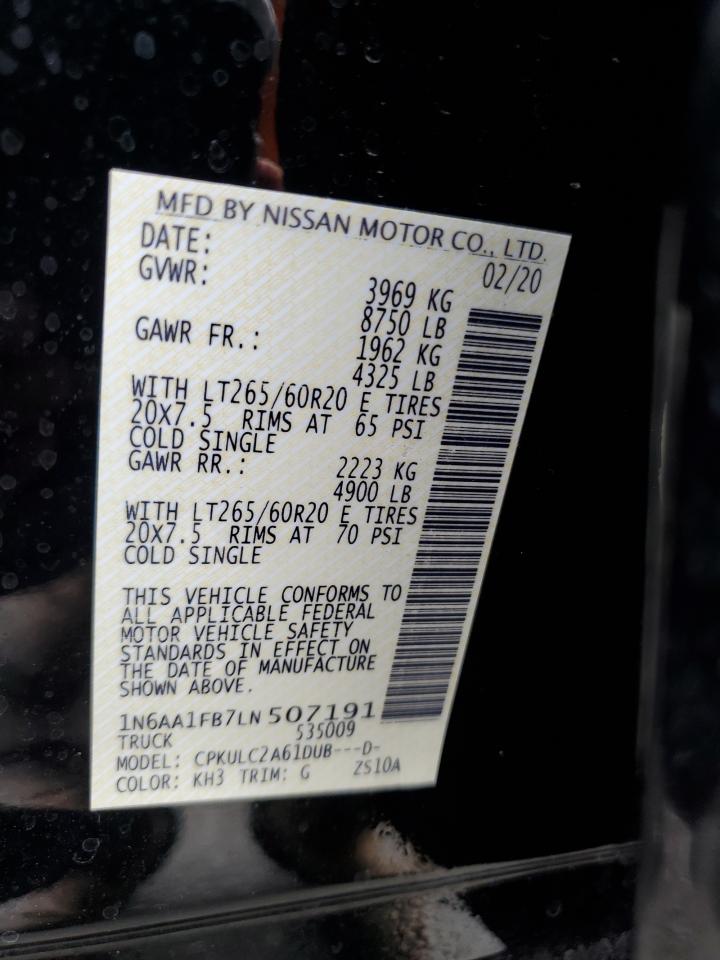 MFD BY NISSAN MOTOR CO., LTD.
DATE: 02/20
GVWR: 3969 KG
8750 LB
GAWR FR.: 1962 KG
4325 LB
WITH LT265/60R20 E TIRES
20X7.5 RIMS AT 65 PSI
COLD SINGLE
GAWR RR.: 2223 KG
4900 LB
WITH LT265/60R20 E TIRES
20X7.5 RIMS AT 70 PSI
COLD SINGLE
THIS VEHICLE CONFORMS TO
ALL APPLICABLE FEDERAL
MOTOR VEHICLE SAFETY
STANDARDS IN EFFECT ON
THE DATE OF MANUFACTURE
SHOWN ABOVE.
1N6AA1FB7LN 507191
TRUCK 535009
MODEL: CPKULC2A61DUB---D-
COLOR: KH3 TRIM: G ZS10A